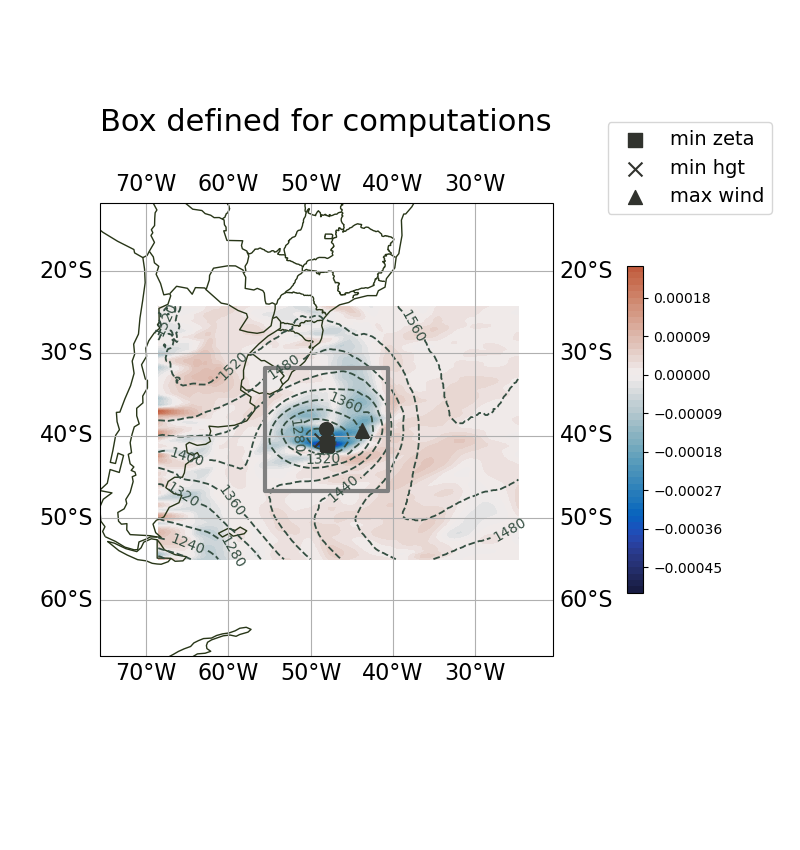 Box defined for computations
min zeta
min hgt
max wind
70°W 60°W 50°W 40°W 30°W
20°S 20°S
30°S 30°S
40°S 40°S
50°S 50°S
60°S 60°S
70°W 60°W 50°W 40°W 30°W
1520
1560
1520
1480
1360
1180
1320
1400
1440
1320
1360
1240
1280
1480
0.00018
0.00009
0.00000
−0.00009
−0.00018
−0.00027
−0.00036
−0.00045